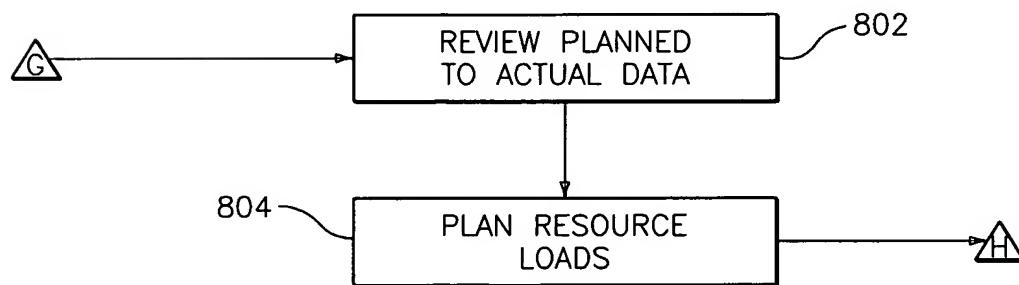 G
REVIEW PLANNED
TO ACTUAL DATA
802
804
PLAN RESOURCE
LOADS
H